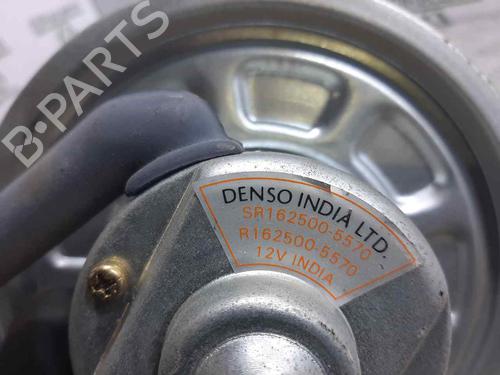 B-PARTS
DENSO INDIA LTD.
SR162500-5570
R162500-5570
12V INDIA